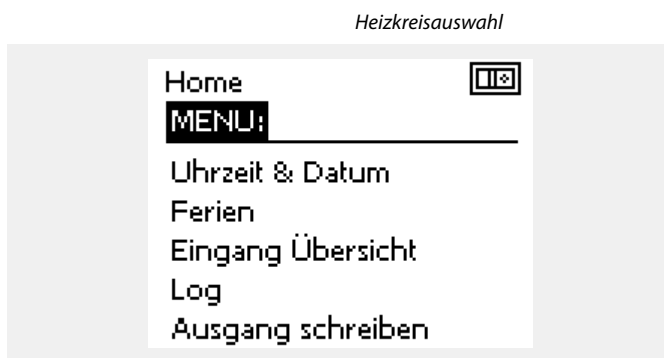 Heizkreisauswahl
Home
MENU:
Uhrzeit & Datum
Ferien
Eingang Übersicht
Log
Ausgang schreiben